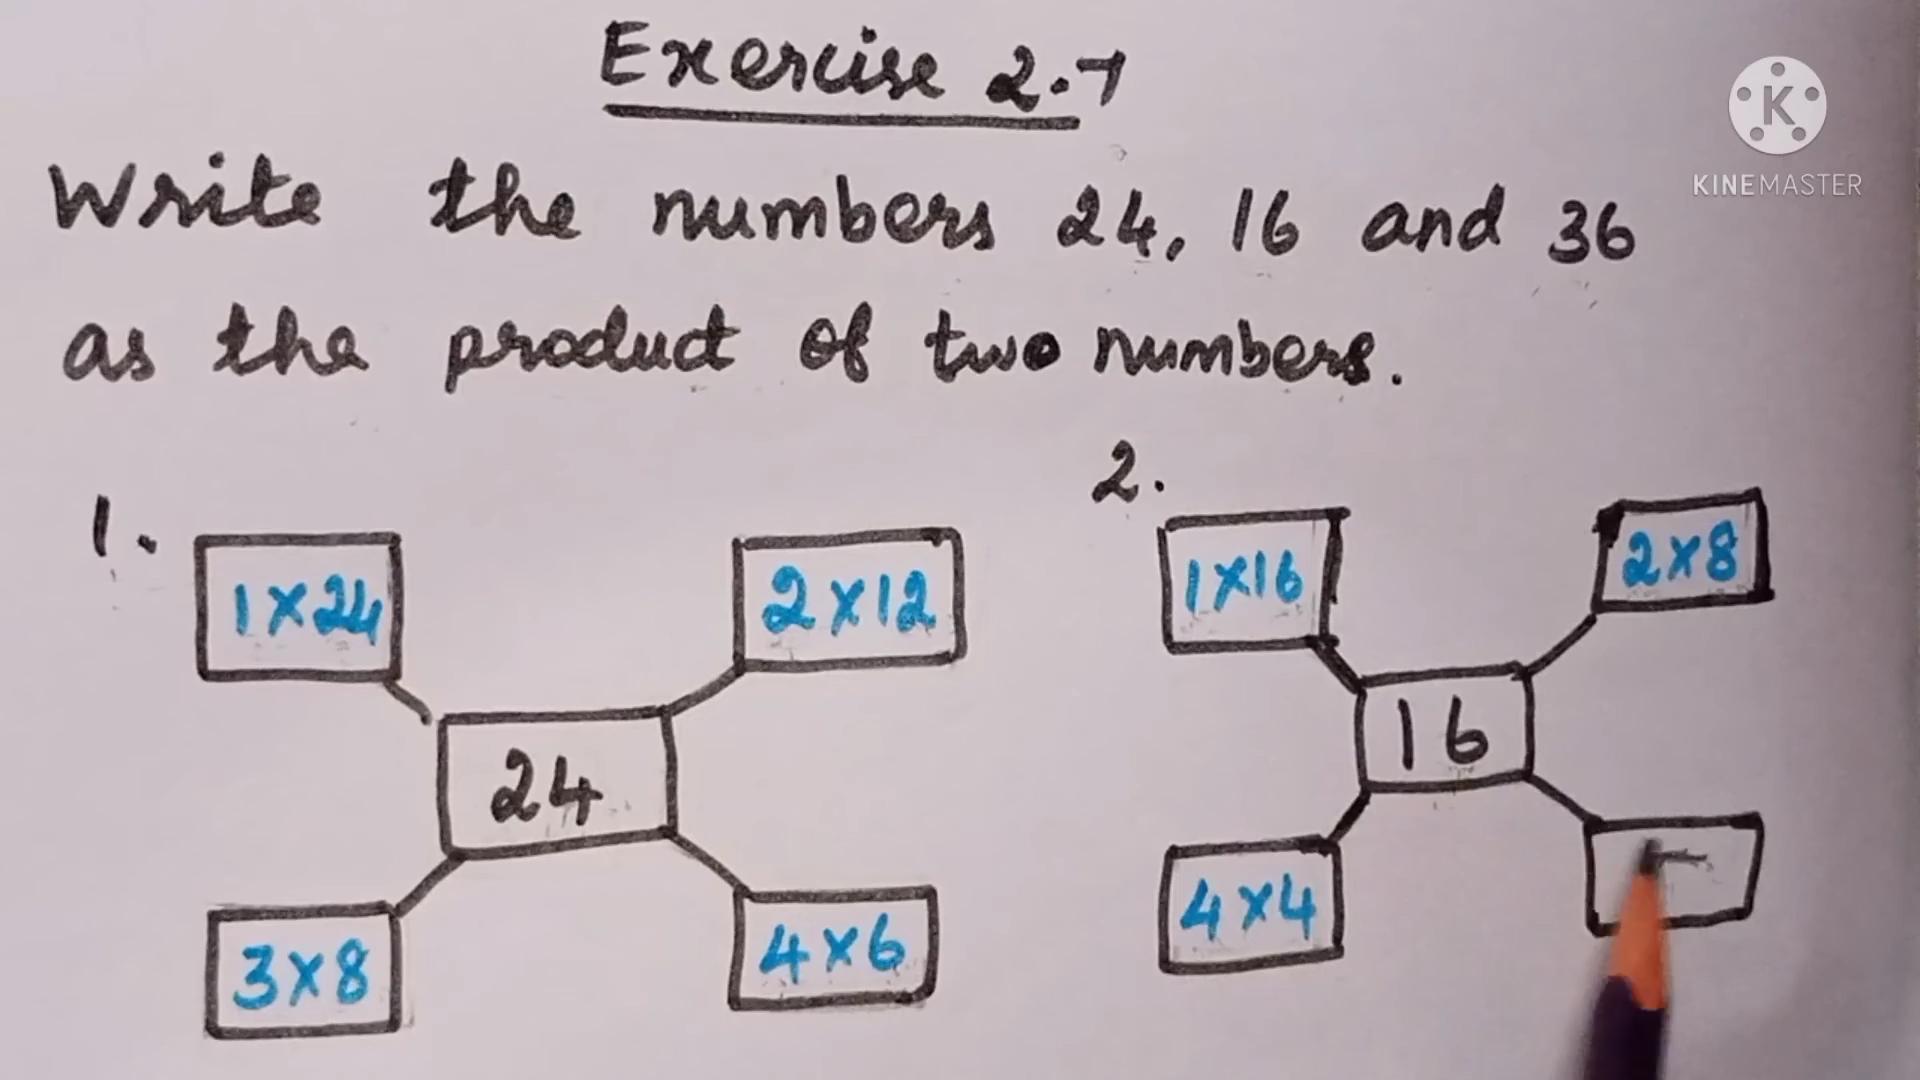 Exercise 2.7
K
KINEMASTER
Write the numbers 24, 16 and 36
as the product of two numbers.
1.
1 x 24
2 x 12
24
3 x 8
4 x 6
2.
1 x 16
2 x 8
16
4 x 4